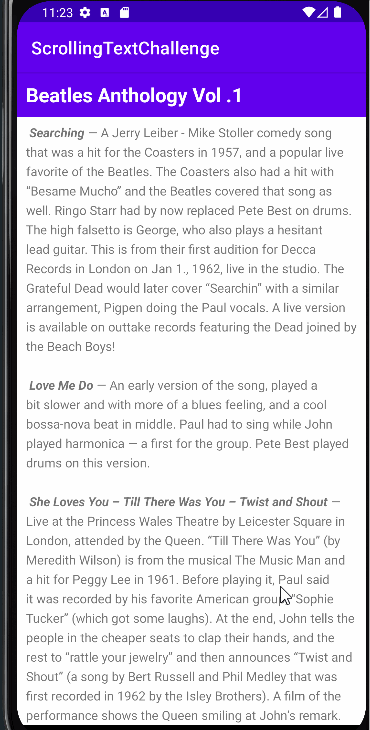 11:23
ScrollingTextChallenge
Beatles Anthology Vol .1
Searching — A Jerry Leiber - Mike Stoller comedy song
that was a hit for the Coasters in 1957, and a popular live
favorite of the Beatles. The Coasters also had a hit with
"Besame Mucho” and the Beatles covered that song as
well. Ringo Starr had by now replaced Pete Best on drums.
The high falsetto is George, who also plays a hesitant
lead guitar. This is from their first audition for Decca
Records in London on Jan 1., 1962, live in the studio. The
Grateful Dead would later cover “Searchin” with a similar
arrangement, Pigpen doing the Paul vocals. A live version
is available on outtake records featuring the Dead joined by
the Beach Boys!
Love Me Do — An early version of the song, played a
bit slower and with more of a blues feeling, and a cool
bossa-nova beat in middle. Paul had to sing while John
played harmonica — a first for the group. Pete Best played
drums on this version.
She Loves You – Till There Was You – Twist and Shout —
Live at the Princess Wales Theatre by Leicester Square in
London, attended by the Queen. “Till There Was You” (by
Meredith Wilson) is from the musical The Music Man and
a hit for Peggy Lee in 1961. Before playing it, Paul said
it was recorded by his favorite American group "Sophie
Tucker” (which got some laughs). At the end, John tells the
people in the cheaper seats to clap their hands, and the
rest to “rattle your jewelry” and then announces “Twist and
Shout” (a song by Bert Russell and Phil Medley that was
first recorded in 1962 by the Isley Brothers). A film of the
performance shows the Queen smiling at John’s remark.